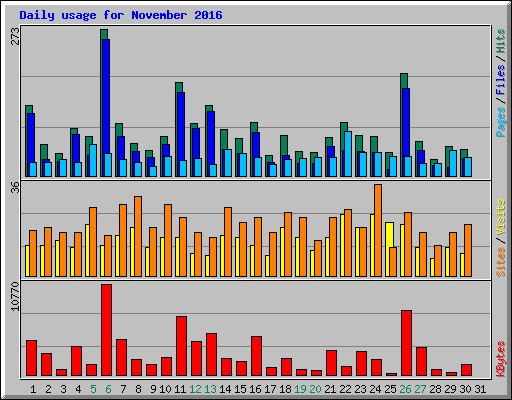 Daily usage for November 2016
273
Pages / Files / Hits
36
Sites / Visits
10770
KBytes
1 2 3 4 5 6 7 8 9 10 11 12 13 14 15 16 17 18 19 20 21 22 23 24 25 26 27 28 29 30 31